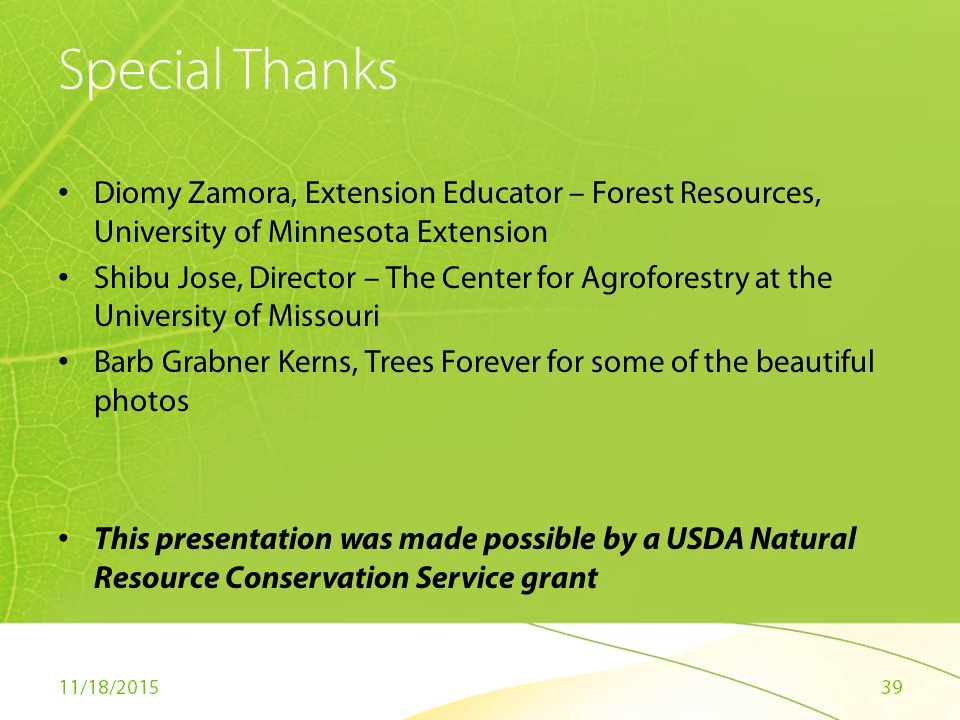 Special Thanks
• Diomy Zamora, Extension Educator – Forest Resources,
University of Minnesota Extension
• Shibu Jose, Director – The Center for Agroforestry at the
University of Missouri
• Barb Grabner Kerns, Trees Forever for some of the beautiful
photos
• This presentation was made possible by a USDA Natural
Resource Conservation Service grant
11/18/2015 39